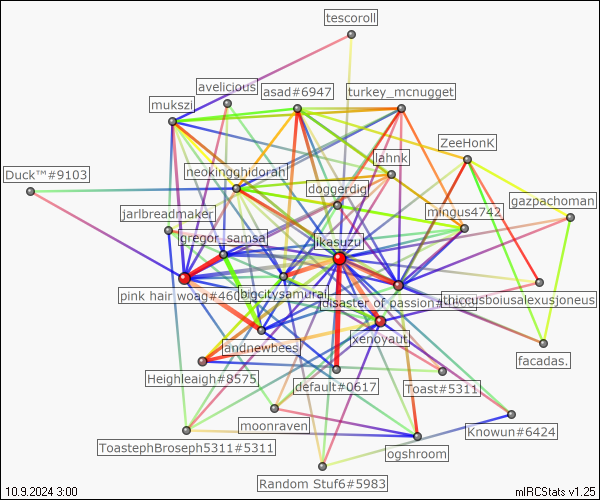 tescoroll
avelicious
asad#6947
turkey_mcnugget
mukszi
ZeeHonK
lahnk
Duck™#9103
neokingghidorah
doggerdig
gazpachoman
jarlbreadmaker
mingus4742
gregor_samsa
ikasuzu
pink hair woag#460
bigcitysamurai
disaster of passion#
thiccusboiusalexusjoneus
xenoyaut
andnewbees
facadas.
Heighleaigh#8575
default#0617
Toast#5311
moonraven
Knowun#6424
ToastephBroseph5311#5311
ogshroom
Random Stuf6#5983
10.9.2024 3:00
mIRCStats v1.25